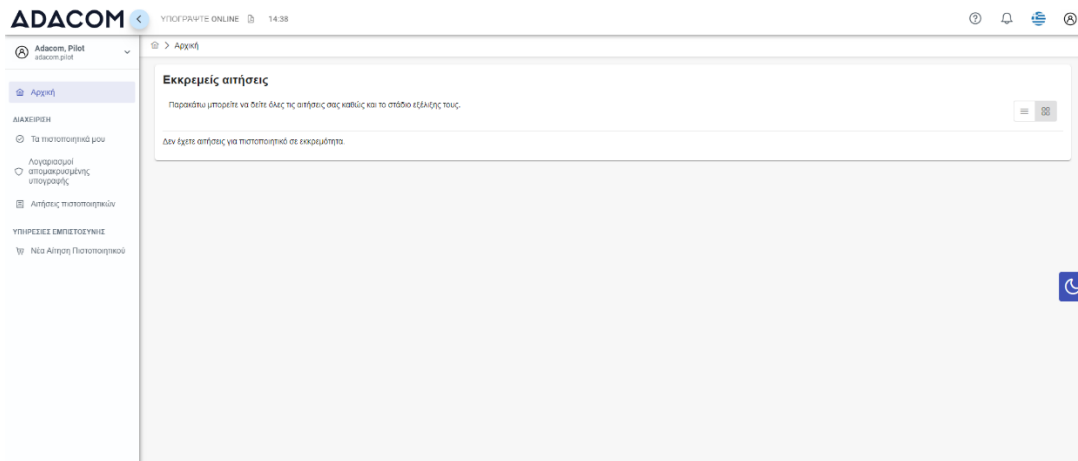 ADACOM
ΥΠΟΓΡΑΨΤΕ ONLINE 14:38
Adacom, Pilot
adacom.pilot
Αρχική
ΔΙΑΧΕΙΡΙΣΗ
Τα πιστοποιητικά μου
Λογαριασμοί
απομακρυσμένης
υπογραφής
Αιτήσεις πιστοποιητικών
ΥΠΗΡΕΣΙΕΣ ΕΜΠΙΣΤΟΣΥΝΗΣ
Νέα Αίτηση Πιστοποιητικού
> Αρχική
Εκκρεμείς αιτήσεις
Παρακάτω μπορείτε να δείτε όλες τις αιτήσεις σας καθώς και το στάδιο εξέλιξης τους.
Δεν έχετε αιτήσεις για πιστοποιητικό σε εκκρεμότητα.